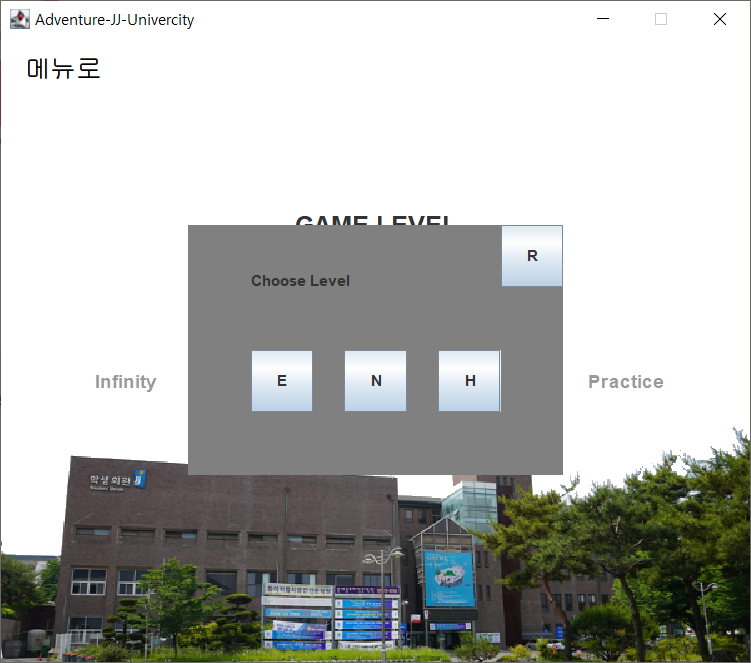 Adventure-JJ-Univercity
메뉴로
GAME LEVEL
R
Choose Level
E N H
Infinity Practice
학생회관